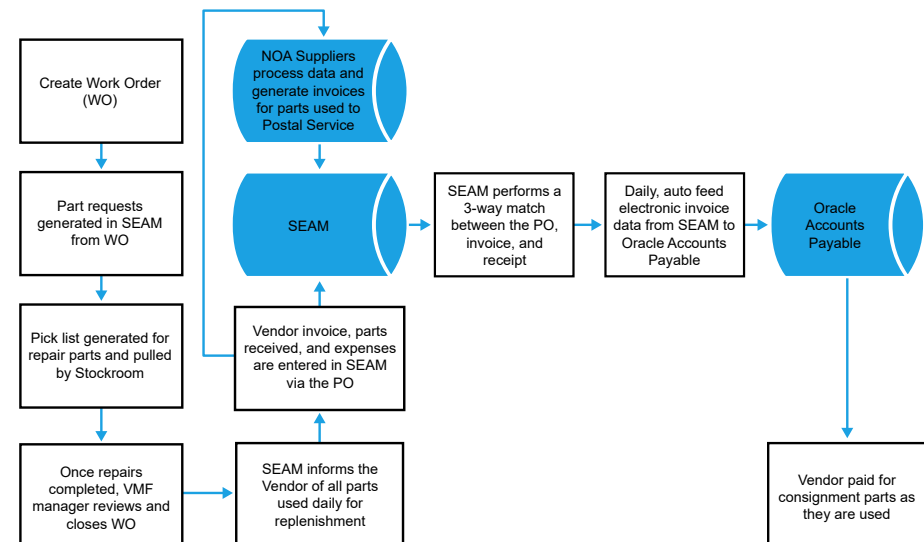 Create Work Order
(WO)
Part requests
generated in SEAM
from WO
Pick list generated for
repair parts and pulled
by Stockroom
Once repairs
completed, VMF
manager reviews and
closes WO
SEAM informs the
Vendor of all parts
used daily for
replenishment
Vendor invoice, parts
received, and expenses
are entered in SEAM
via the PO
NOA Suppliers
process data and
generate invoices
for parts used to
Postal Service
SEAM
SEAM performs a
3-way match
between the PO,
invoice, and
receipt
Daily, auto feed
electronic invoice
data from SEAM to
Oracle Accounts
Payable
Oracle
Accounts
Payable
Vendor paid for
consignment parts as
they are used